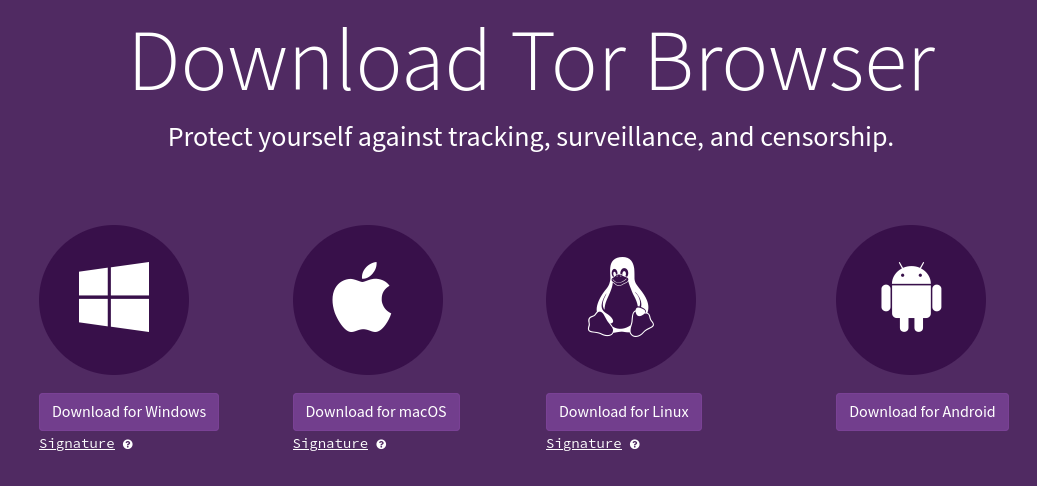 Download Tor Browser
Protect yourself against tracking, surveillance, and censorship.
Download for Windows
Download for macOS
Download for Linux
Download for Android
Signature ?
Signature ?
Signature ?